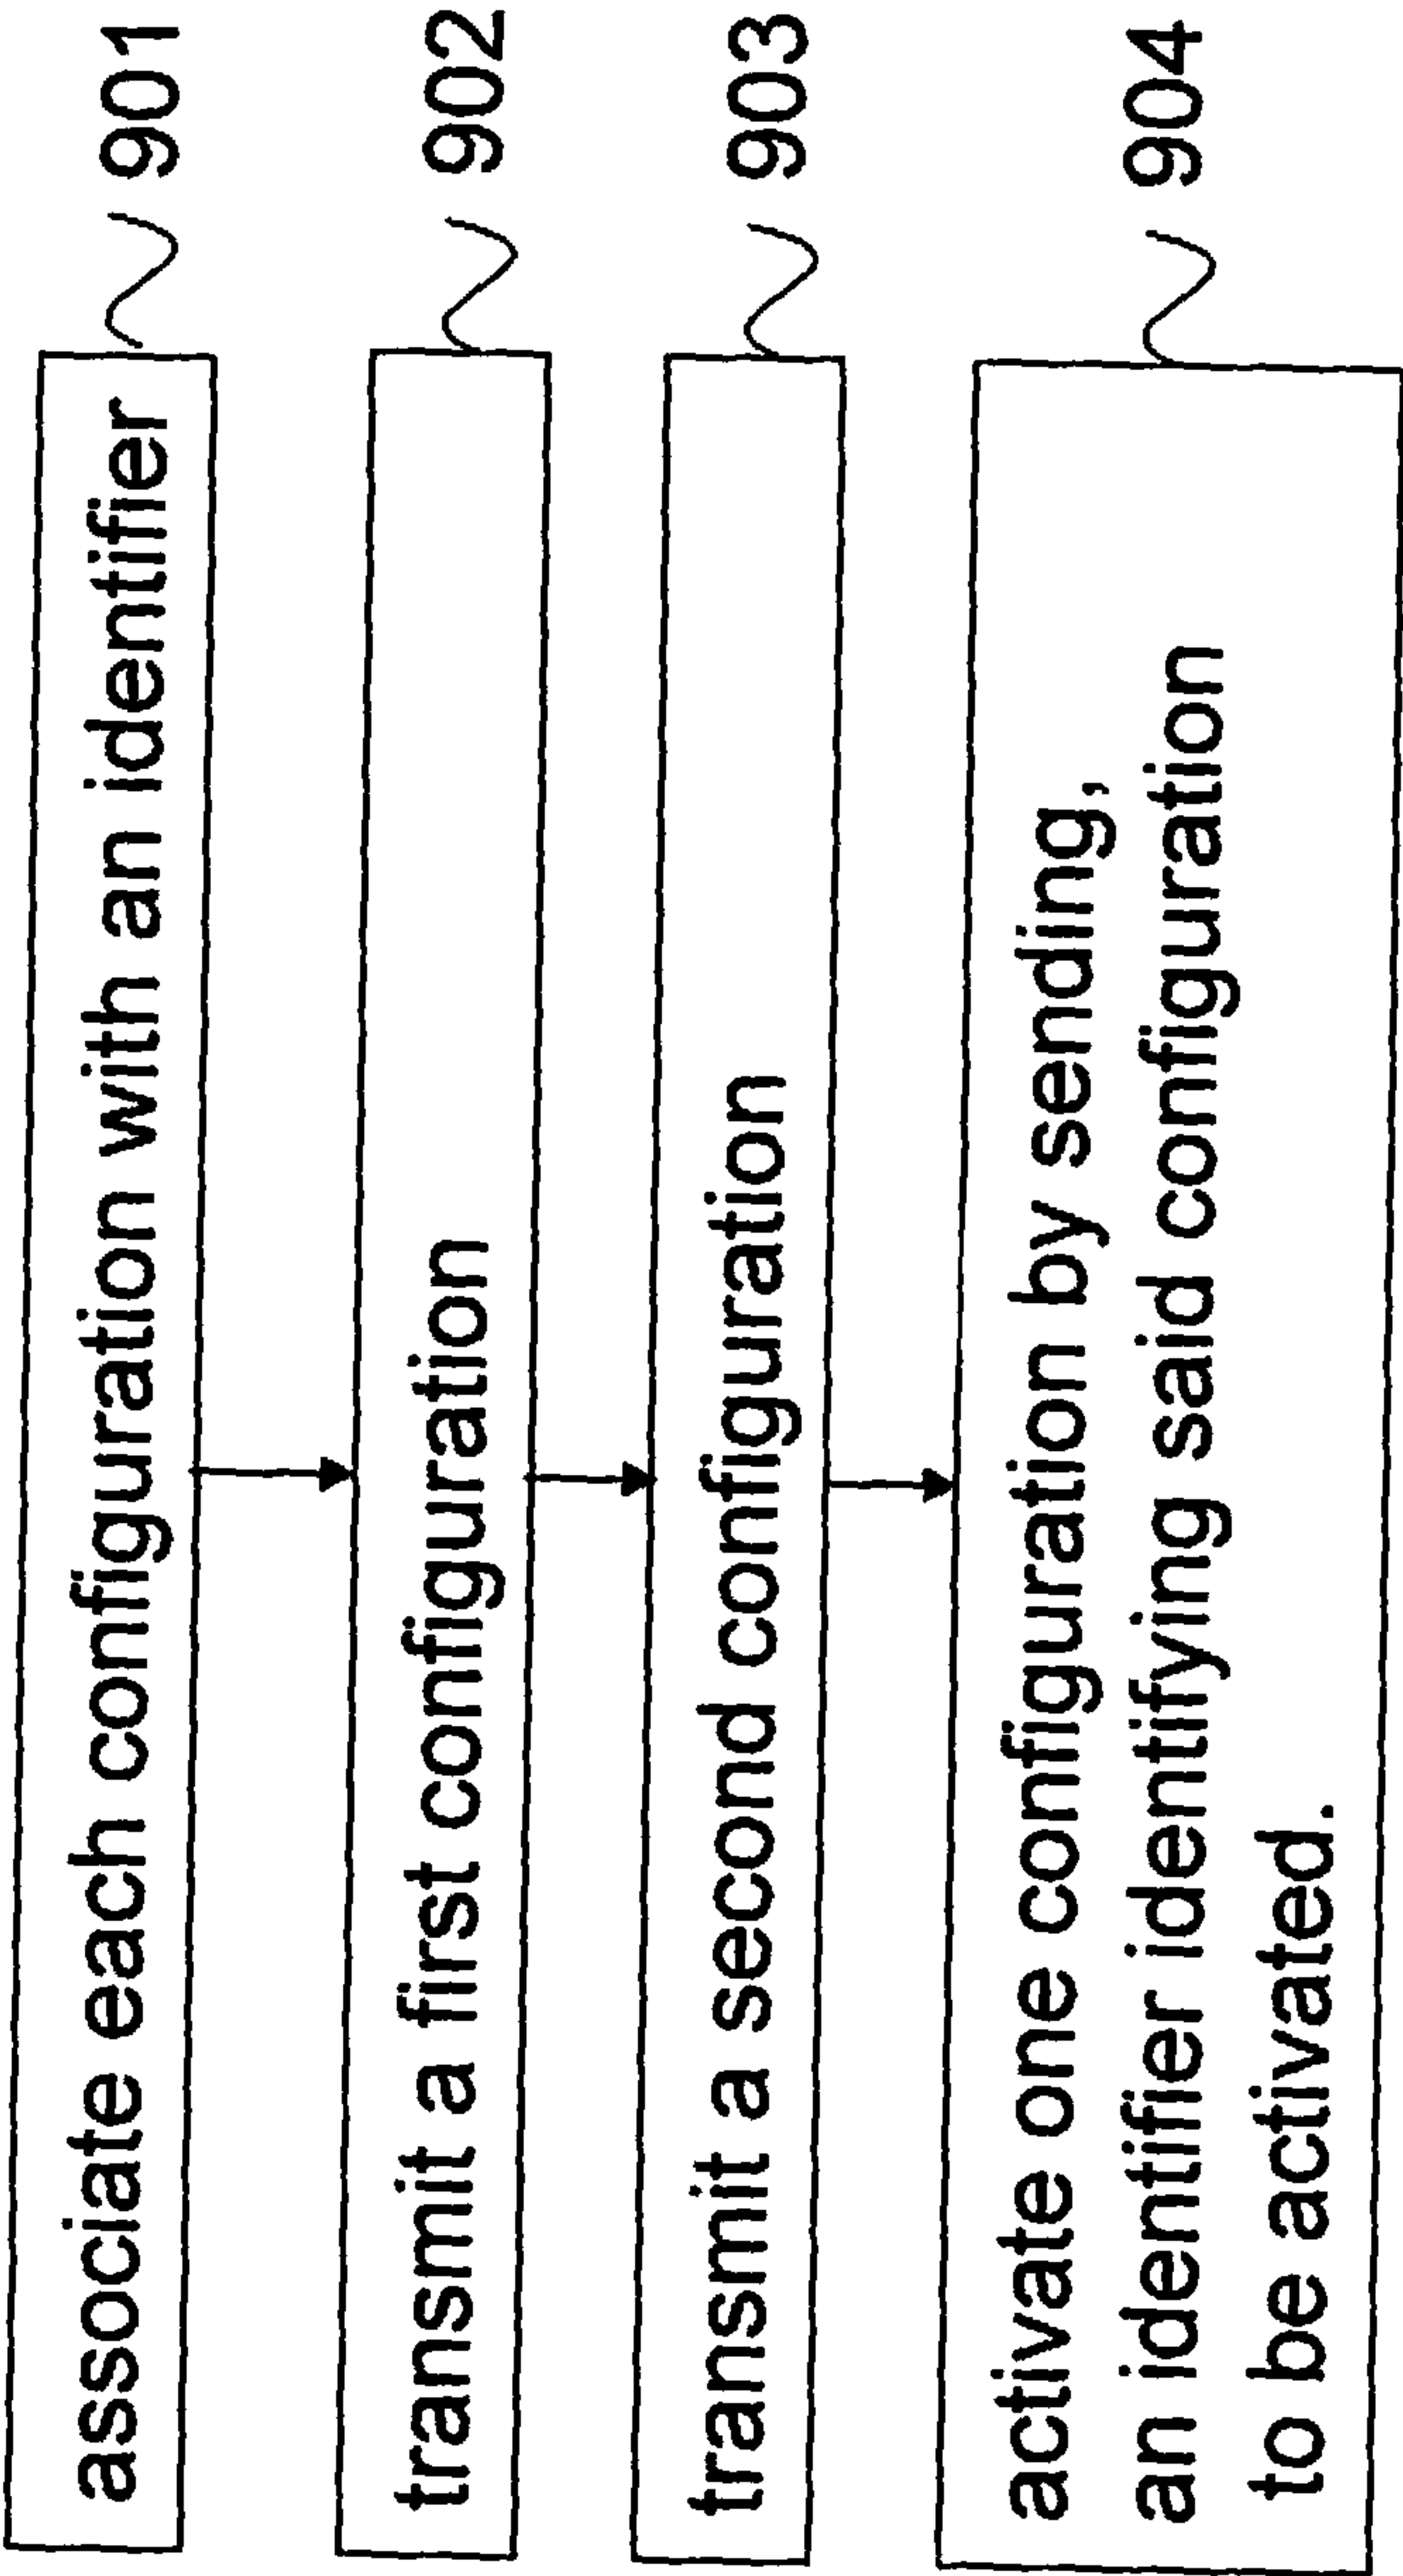 associate each configuration with an identifier
901
transmit a first configuration
902
transmit a second configuration
903
activate one configuration by sending,
an identifier identifying said configuration
to be activated.
904